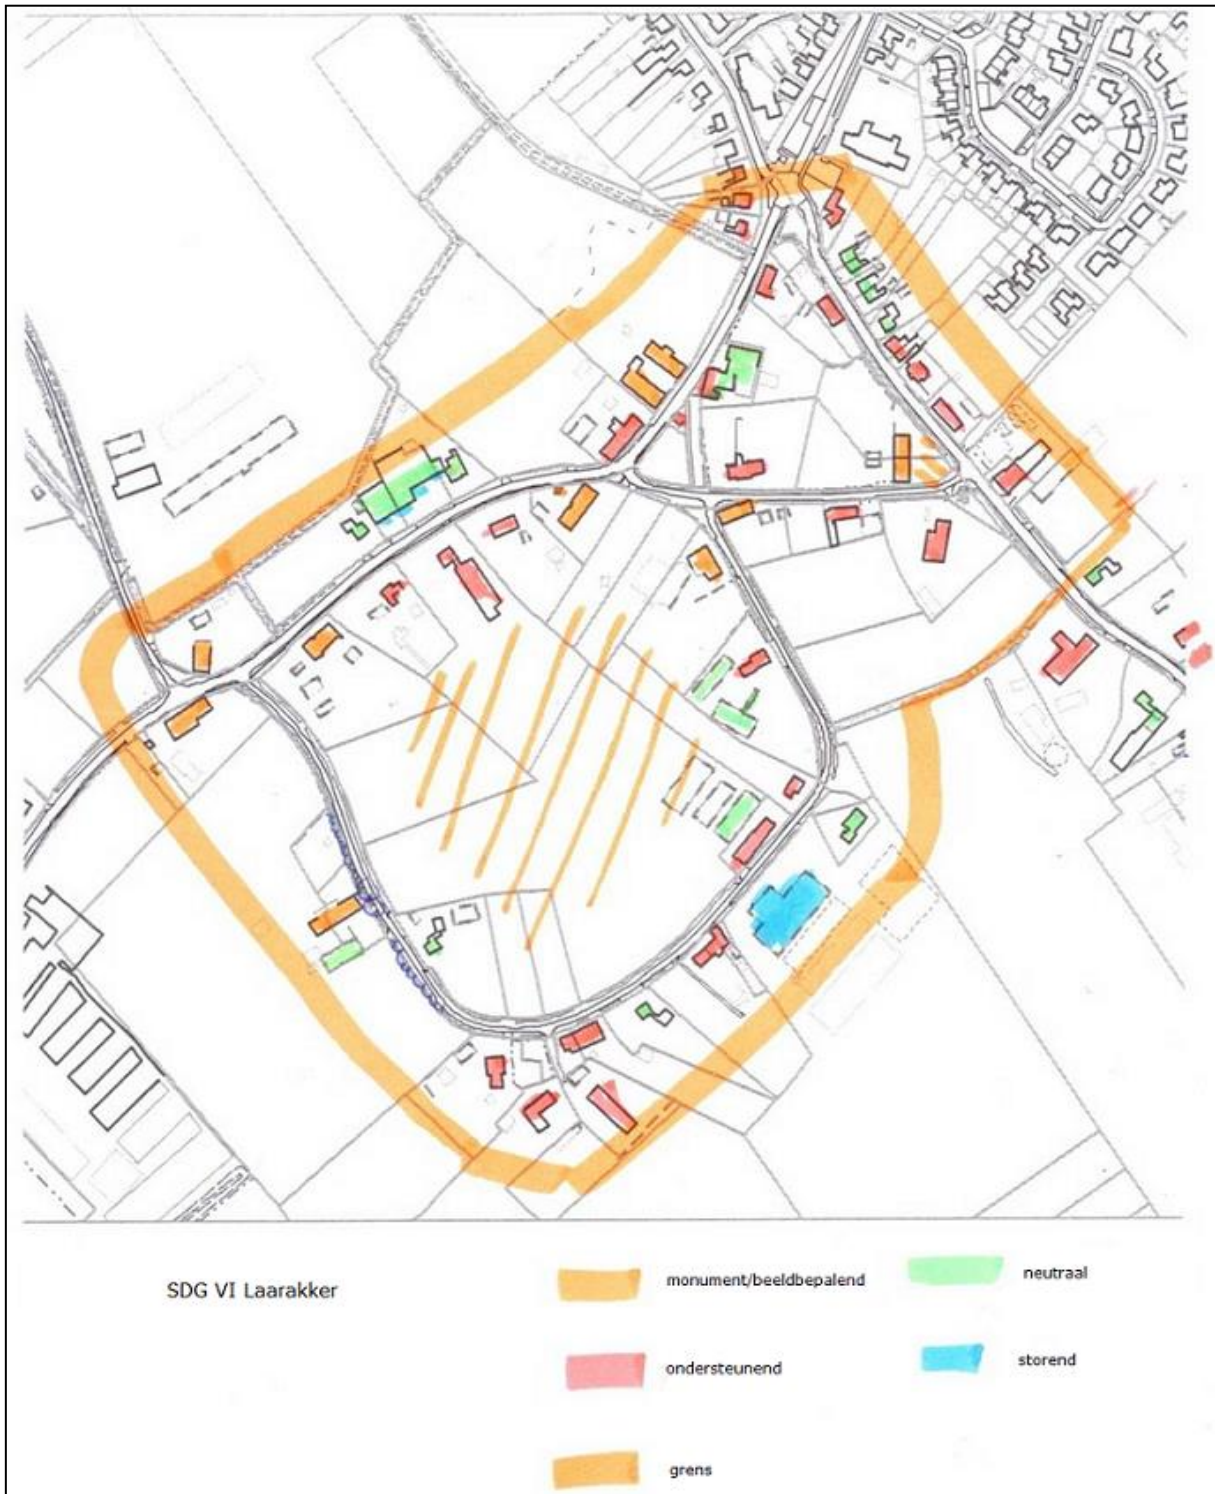 SDG VI Laarakker
monument/beeldbepalend
neutraal
ondersteunend
storend
grens